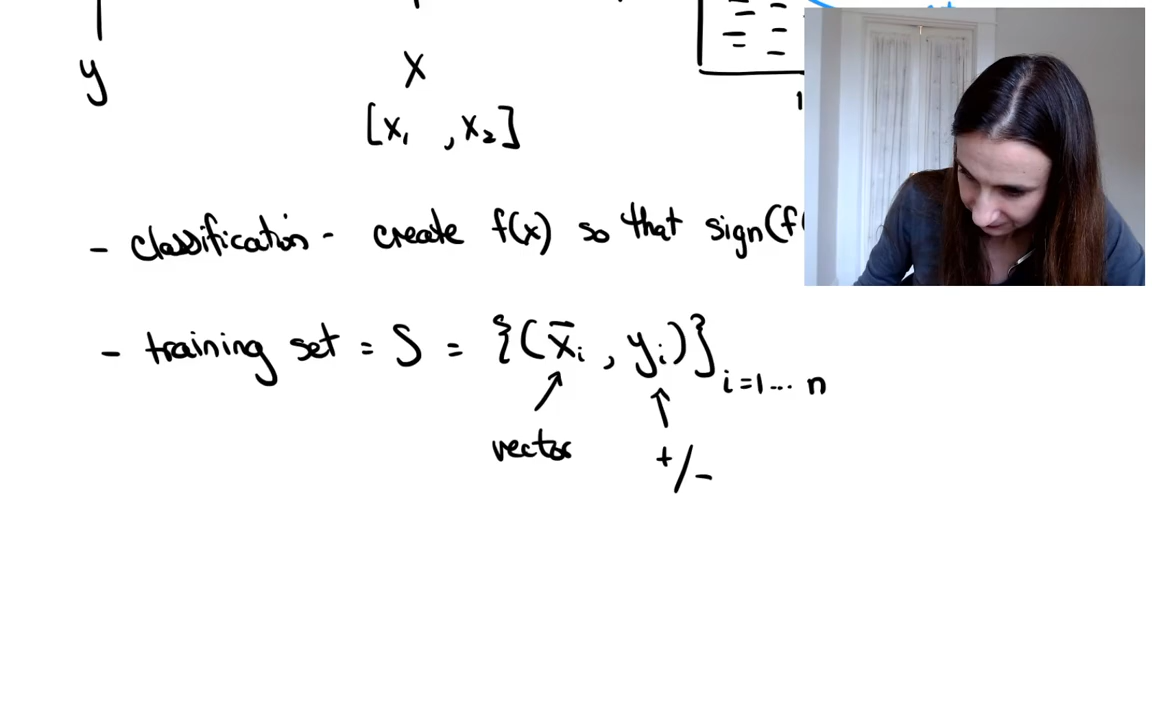 y
x
[x₁ , x₂]
- classification - create f(x) so that sign(f(
- training set = S = {(x̄ᵢ , yᵢ)} i=1... n
vector
+/-